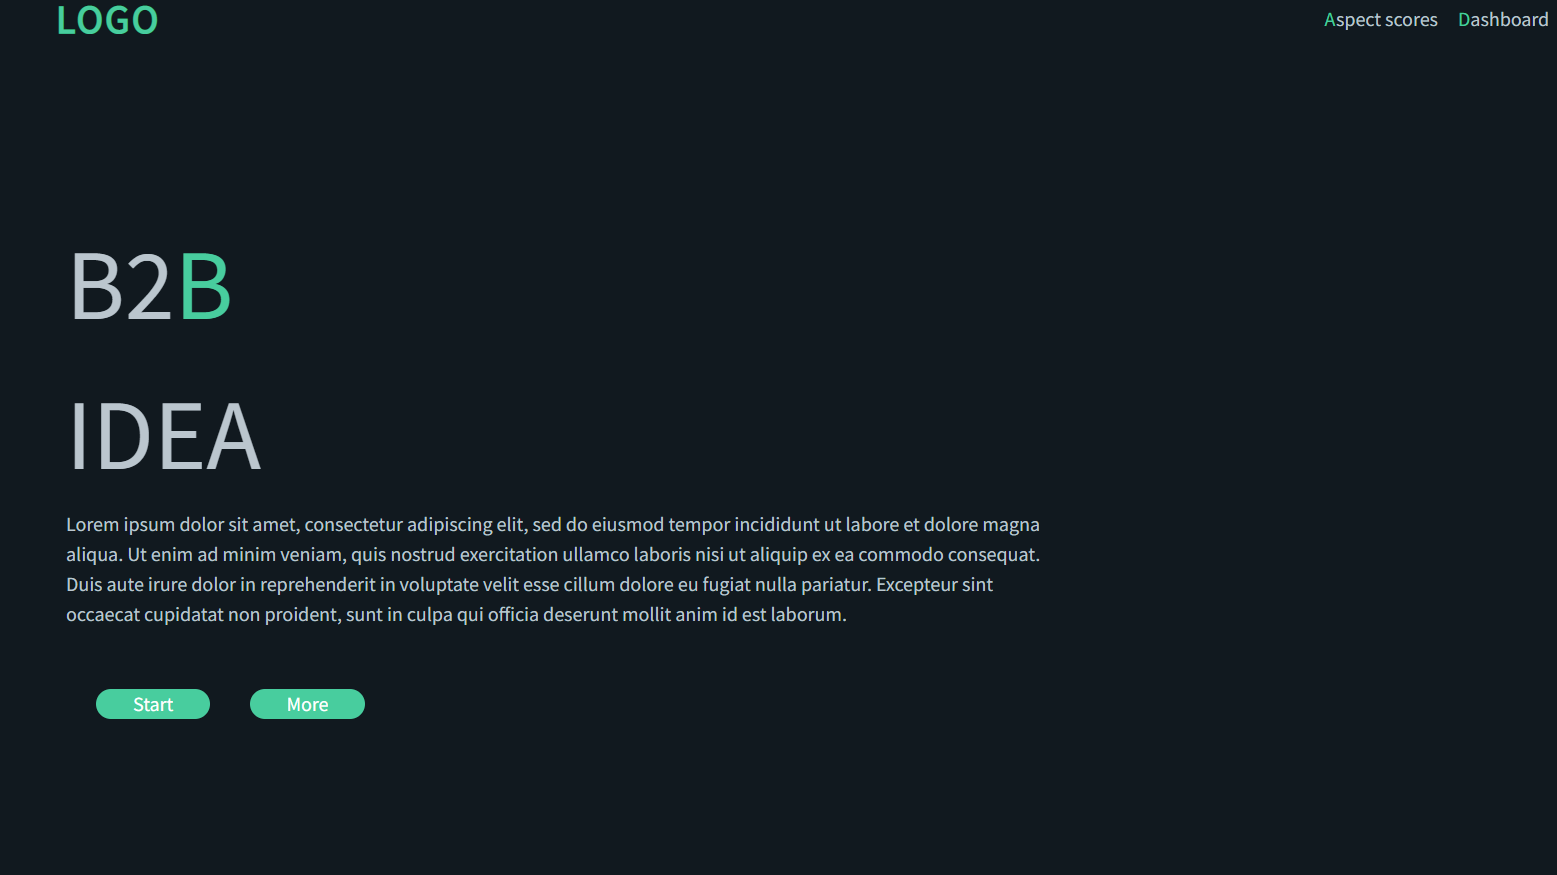 LOGO
Aspect scores
Dashboard
B2B
IDEA
Lorem ipsum dolor sit amet, consectetur adipiscing elit, sed do eiusmod tempor incididunt ut labore et dolore magna
aliqua. Ut enim ad minim veniam, quis nostrud exercitation ullamco laboris nisi ut aliquip ex ea commodo consequat.
Duis aute irure dolor in reprehenderit in voluptate velit esse cillum dolore eu fugiat nulla pariatur. Excepteur sint
occaecat cupidatat non proident, sunt in culpa qui officia deserunt mollit anim id est laborum.
Start
More